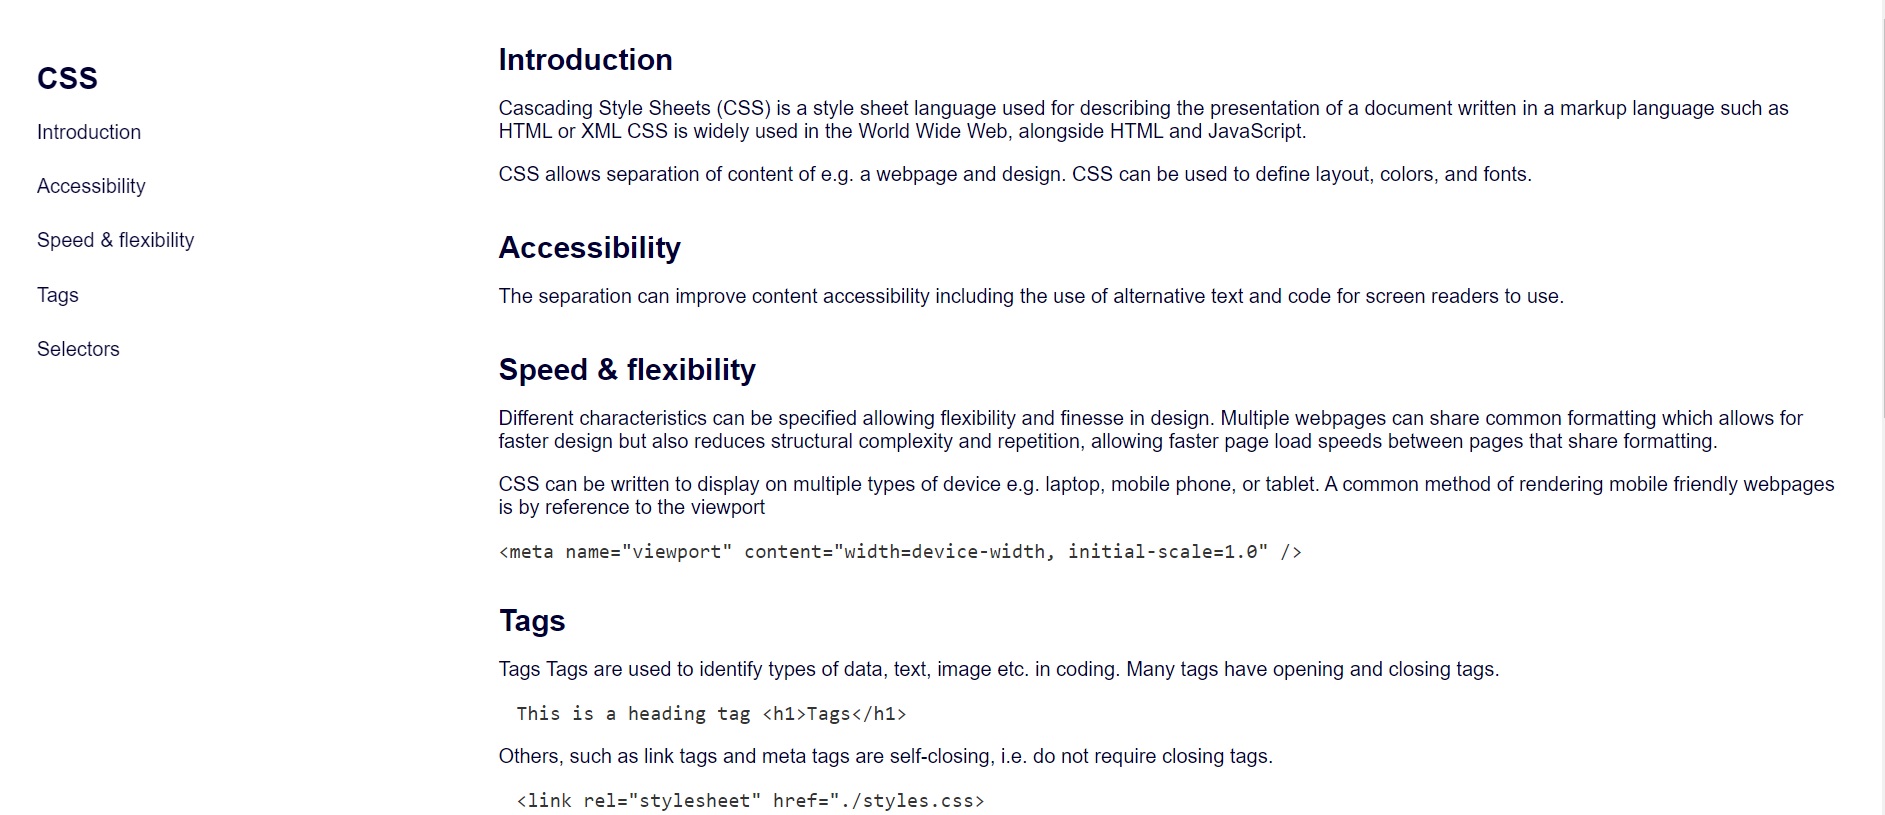 CSS
Introduction
Accessibility
Speed & flexibility
Tags
Selectors
Introduction
Cascading Style Sheets (CSS) is a style sheet language used for describing the presentation of a document written in a markup language such as
HTML or XML CSS is widely used in the World Wide Web, alongside HTML and JavaScript.
CSS allows separation of content of e.g. a webpage and design. CSS can be used to define layout, colors, and fonts.
Accessibility
The separation can improve content accessibility including the use of alternative text and code for screen readers to use.
Speed & flexibility
Different characteristics can be specified allowing flexibility and finesse in design. Multiple webpages can share common formatting which allows for
faster design but also reduces structural complexity and repetition, allowing faster page load speeds between pages that share formatting.
CSS can be written to display on multiple types of device e.g. laptop, mobile phone, or tablet. A common method of rendering mobile friendly webpages
is by reference to the viewport
<meta name="viewport" content="width=device-width, initial-scale=1.0" />
Tags
Tags Tags are used to identify types of data, text, image etc. in coding. Many tags have opening and closing tags.
This is a heading tag <h1>Tags</h1>
Others, such as link tags and meta tags are self-closing, i.e. do not require closing tags.
<link rel="stylesheet" href="./styles.css>